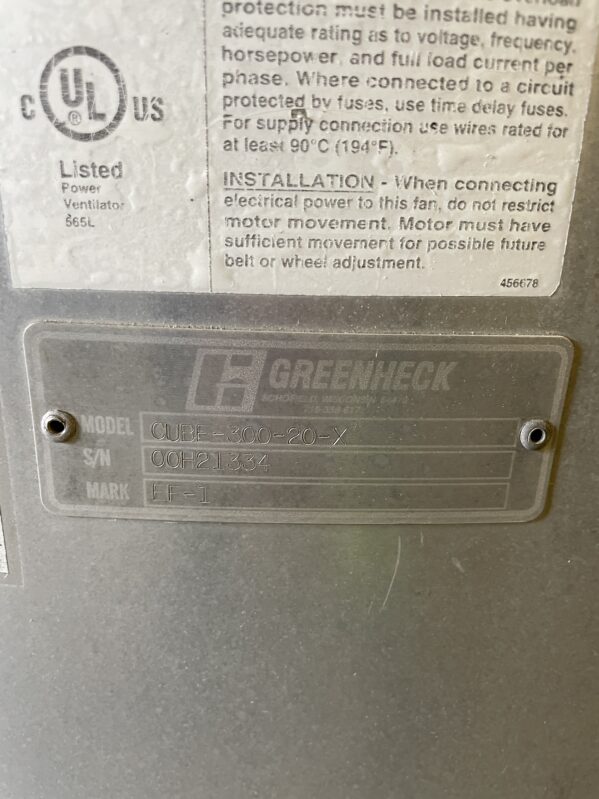 protection must be installed having
adequate rating as to voltage, frequency,
horsepower, and full load current per
phase. Where connected to a circuit
protected by fuses, use time delay fuses.
For supply connection use wires rated for
at least 90°C (194°F).
INSTALLATION - When connecting
electrical power to this fan, do not restrict
motor movement. Motor must have
sufficient movement for possible future
belt or wheel adjustment.
456678
C UL ® US
Listed
Power
Ventilator
565L
GREENHECK
SCHOFIELD, WISCONSIN
MODEL CUBE-300-20-X
S/N 00H21334
MARK EF-1